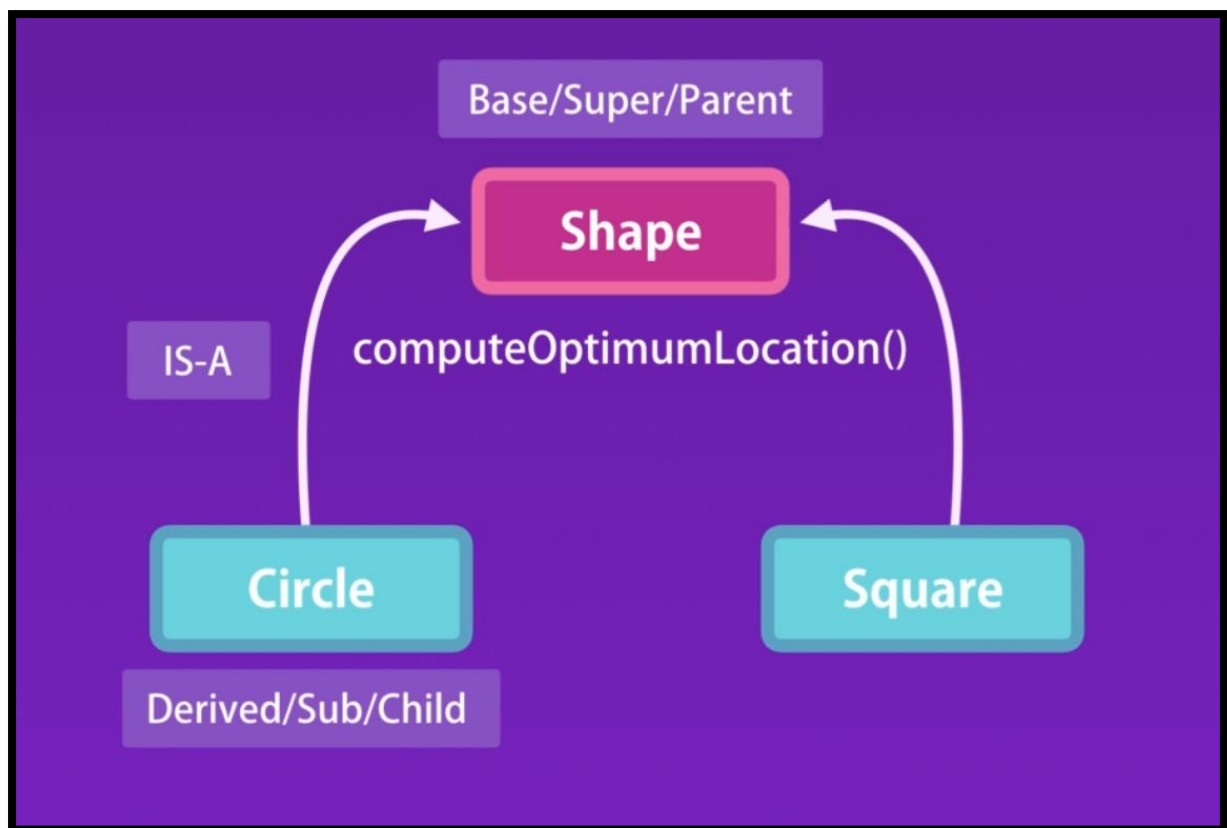 Base/Super/Parent
Shape
IS-A
computeOptimumLocation()
Circle
Square
Derived/Sub/Child